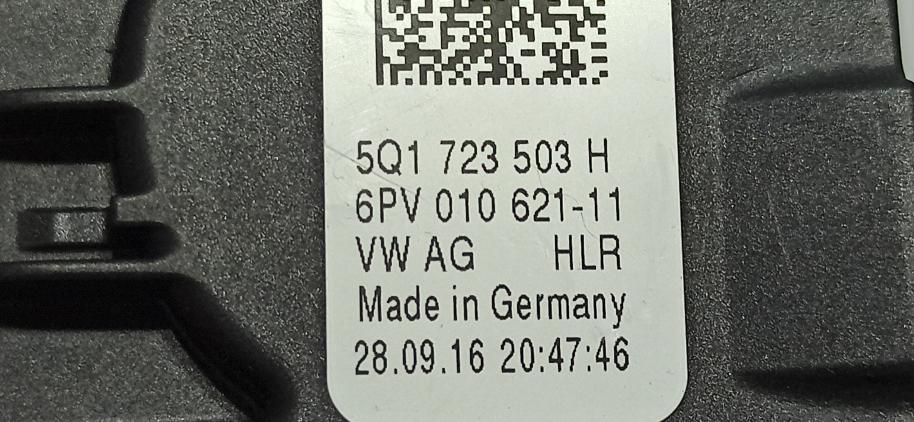 5Q1 723 503 H
6PV 010 621-11
VW AG HLR
Made in Germany
28.09.16 20:47:46